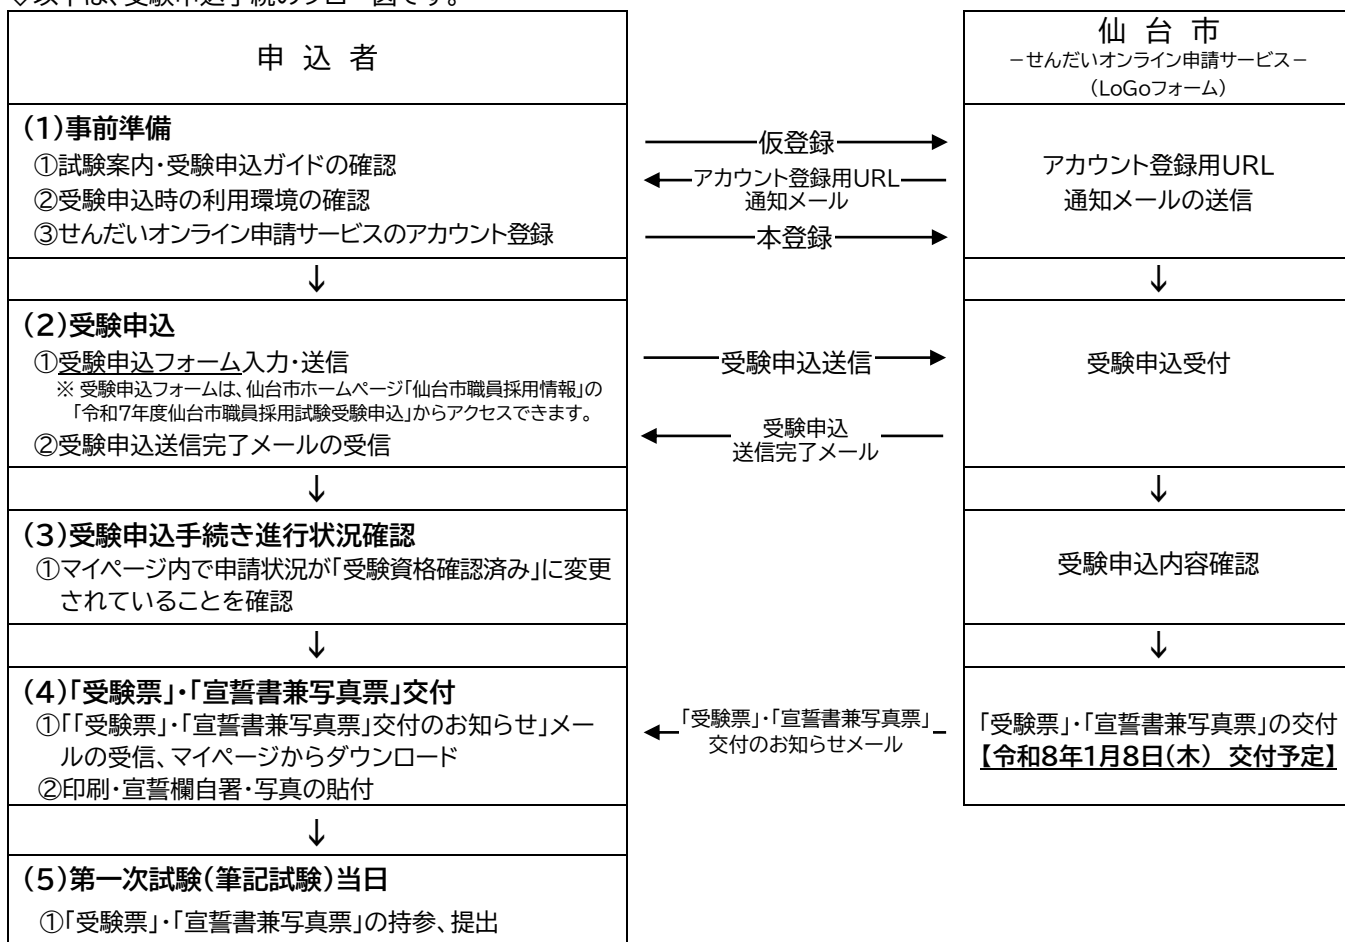 ◇以下は、受験申込手続のフロー図です。
申 込 者
仙 台 市
－せんだいオンライン申請サービス－
（LoGoフォーム）
（1）事前準備
①試験案内・受験申込ガイドの確認
②受験申込時の利用環境の確認
③せんだいオンライン申請サービスのアカウント登録
仮登録
アカウント登録用URL
通知メール
本登録
アカウント登録用URL
通知メールの送信
↓
↓
（2）受験申込
①受験申込フォーム入力・送信
※ 受験申込フォームは、仙台市ホームページ「仙台市職員採用情報」の
「令和7年度仙台市職員採用試験受験申込」からアクセスできます。
②受験申込送信完了メールの受信
受験申込送信
受験申込
送信完了メール
受験申込受付
↓
↓
（3）受験申込手続き進行状況確認
①マイページ内で申請状況が「受験資格確認済み」に変更
されていることを確認
受験申込内容確認
↓
↓
（4）「受験票」・「宣誓書兼写真票」交付
①「「受験票」・「宣誓書兼写真票」交付のお知らせ」メー
ルの受信、マイページからダウンロード
②印刷・宣誓欄自署・写真の貼付
「受験票」・「宣誓書兼写真票」
交付のお知らせメール
「受験票」・「宣誓書兼写真票」の交付
【令和8年1月8日（木） 交付予定】
↓
（5）第一次試験（筆記試験）当日
①「受験票」・「宣誓書兼写真票」の持参、提出